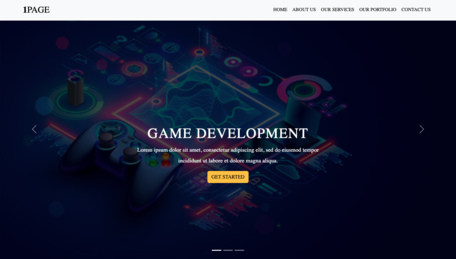 1PAGE
HOME ABOUT US OUR SERVICES OUR PORTFOLIO CONTACT US
GAME DEVELOPMENT
Lorem ipsum dolor sit amet, consectetur adipiscing elit, sed do eiusmod tempor
incididunt ut labore et dolore magna aliqua.
GET STARTED